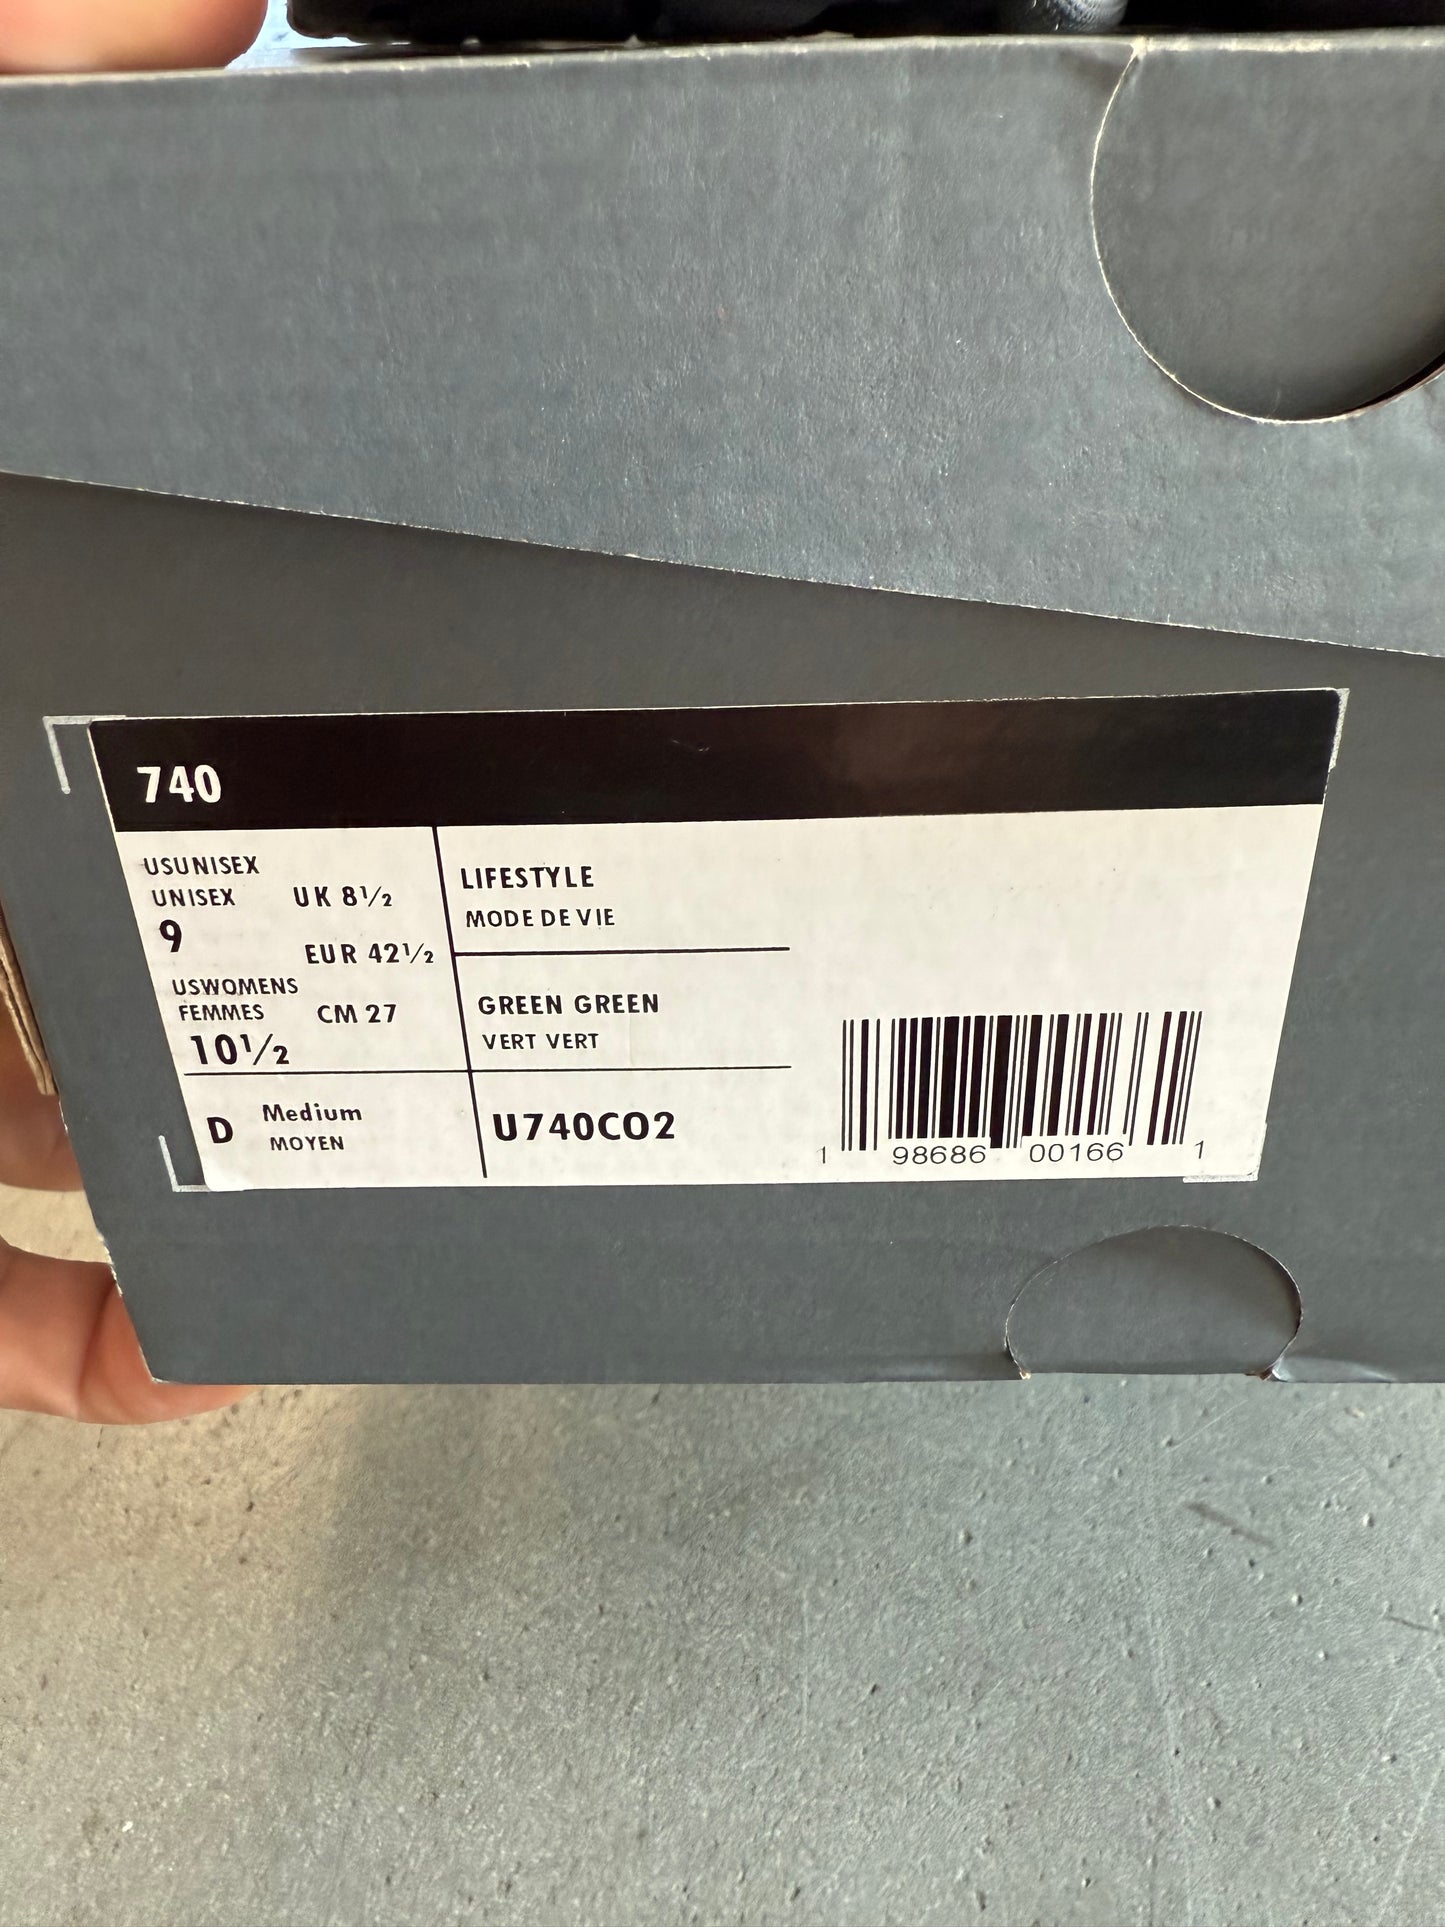 740
USUNISEX
UNISEX
9
UK 8½
EUR 42½
USWOMENS
FEMMES
10½
CM 27
D Medium
MOYEN
LIFESTYLE
MODE DE VIE
GREEN GREEN
VERT VERT
U740CO2
1 98686 00166 1